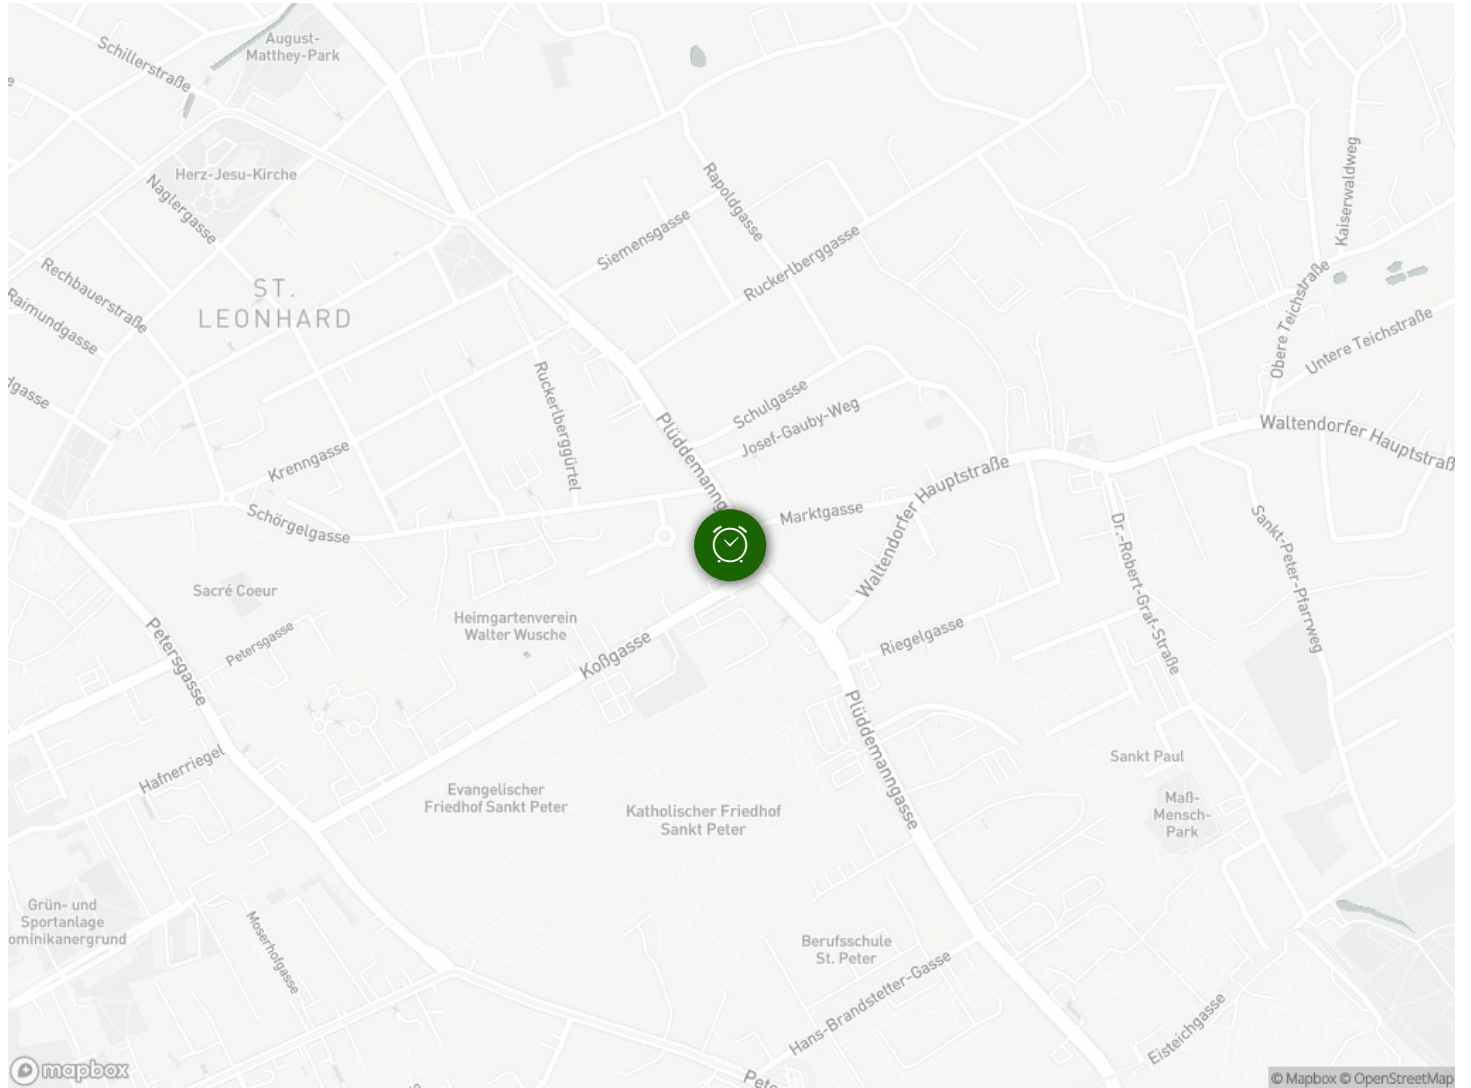 August-
Matthey-Park
Schillerstraße
Herz-Jesu-Kirche
Naglergasse
Rapoldgasse
Kaiserwaldweg
Siemensgasse
Ruckerlberggasse
Rechbauerstraße
Raimundgasse
ST.
LEONHARD
Obere Teichstraße
Untere Teichstraße
dgasse
Ruckerlberggürtel
Schulgasse
Josef-Gauby-Weg
Plüddemanng
Waltendorfer Hauptstraß
Krenngasse
Schörgelgasse
Marktgasse
Waltendorfer Hauptstraße
Dr.-Robert-Graf-Straße
Sankt-Peter-Pfarrweg
Sacré Coeur
Heimgartenverein
Walter Wusche
Petersgasse
Petersgasse
Koßgasse
Riegelgasse
Plüddemanngasse
Hafnerriegel
Sankt Paul
Evangelischer
Friedhof Sankt Peter
Katholischer Friedhof
Sankt Peter
Maß-
Mensch-
Park
Grün- und
Sportanlage
ominikanergrund
Moserhofgasse
Berufsschule
St. Peter
Hans-Brandstetter-Gasse
Eisteichgasse
Pete
mapbox
© Mapbox © OpenStreetMap